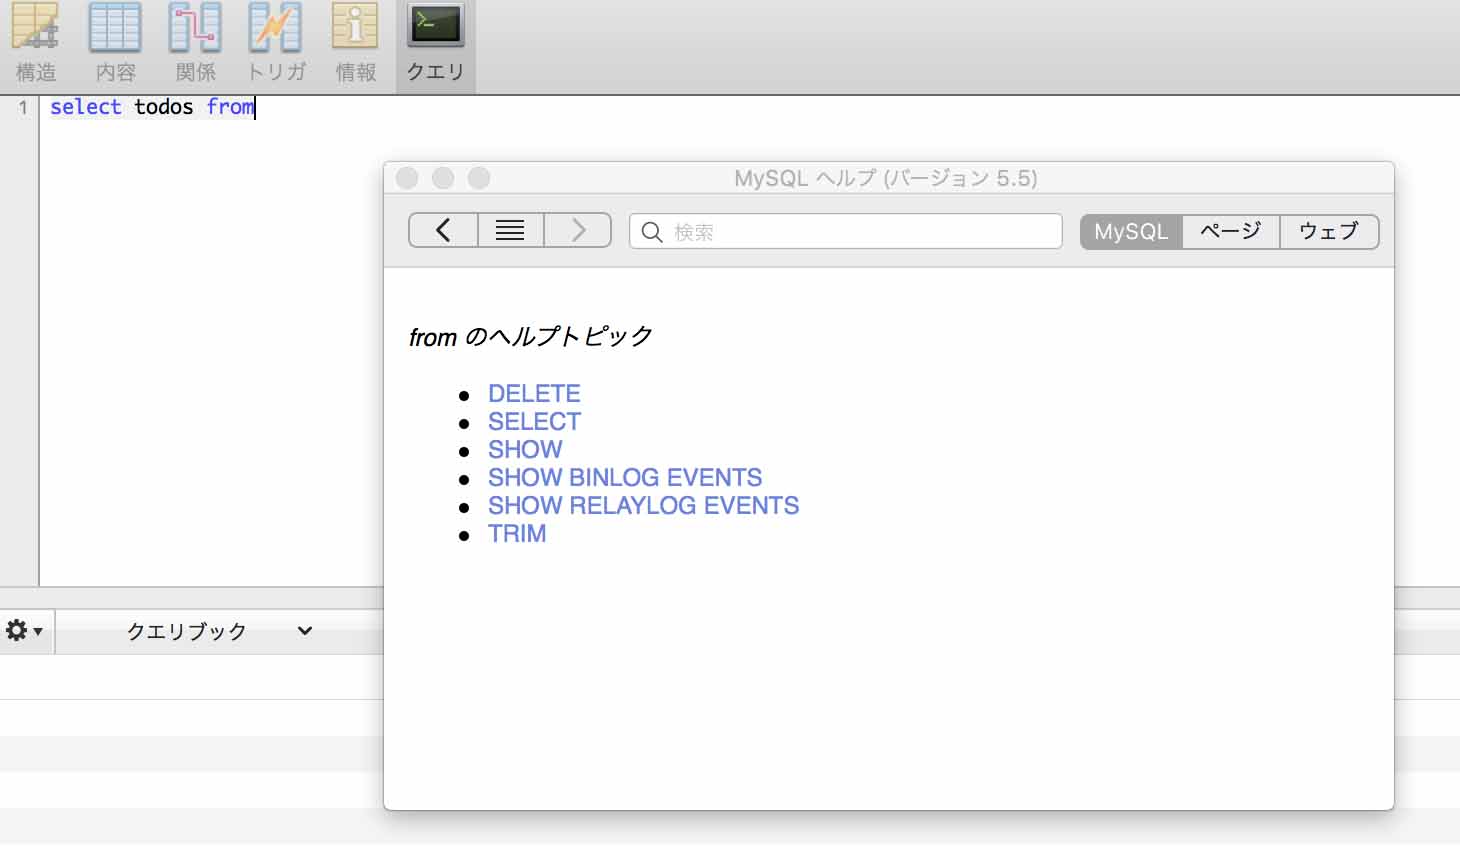 構造 内容 関係 トリガ 情報 クエリ
1 select todos from
MySQL ヘルプ (バージョン 5.5)
検索 MySQL ページ ウェブ
from のヘルプトピック
DELETE
SELECT
SHOW
SHOW BINLOG EVENTS
SHOW RELAYLOG EVENTS
TRIM
クエリブック